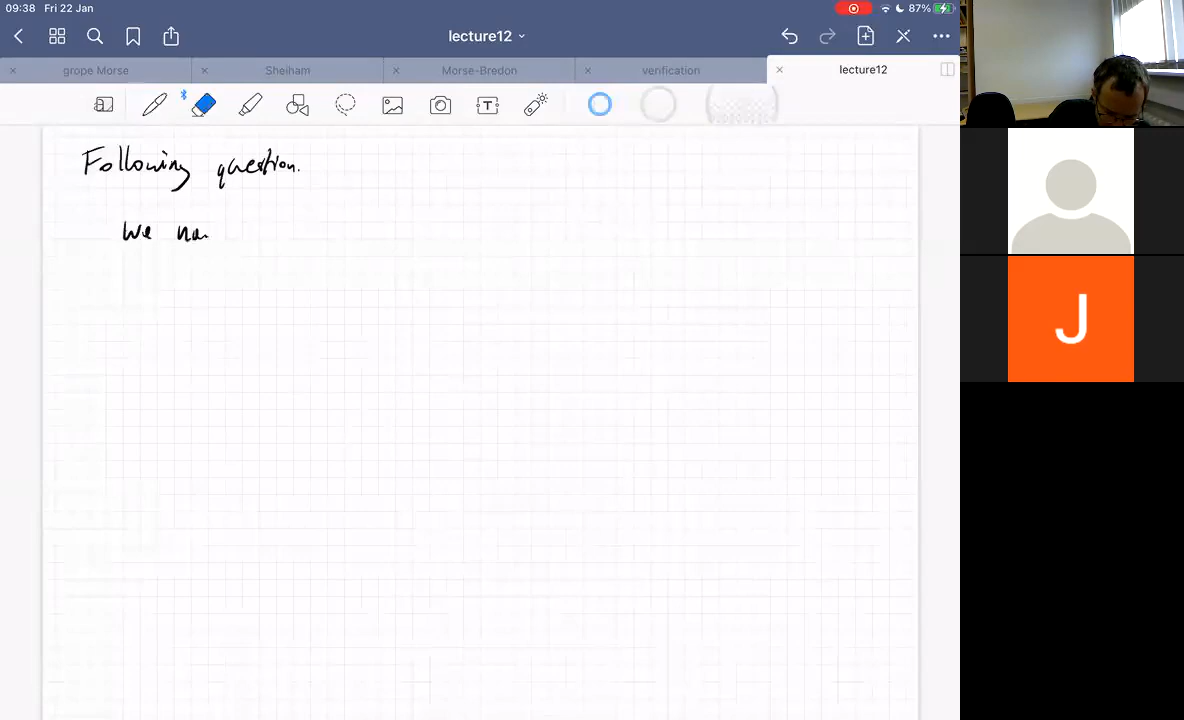 09:38 Fri 22 Jan
87%
lecture12
grope Morse
Sheiham
Morse-Bredon
verification
lecture12
T
Following question.
We na
J